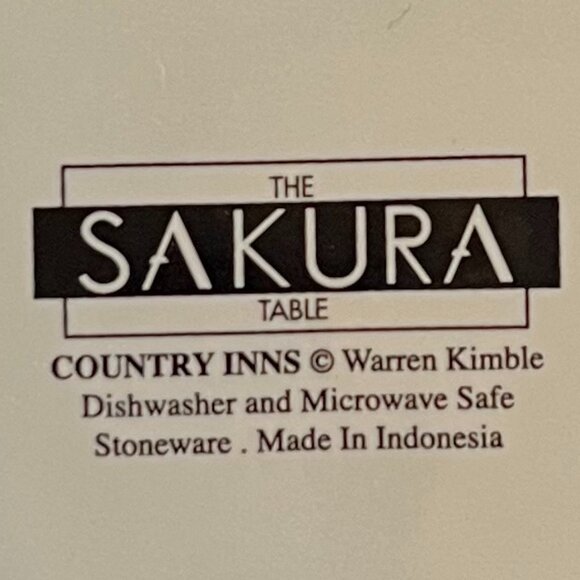 THE
SAKURA
TABLE
COUNTRY INNS © Warren Kimble
Dishwasher and Microwave Safe
Stoneware . Made In Indonesia